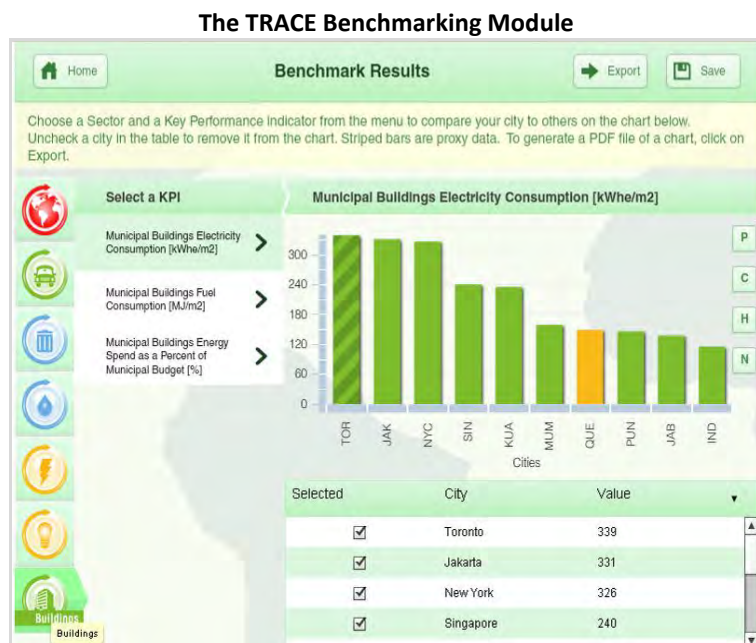 The TRACE Benchmarking Module
Home
Benchmark Results
Export
Save
Choose a Sector and a Key Performance Indicator from the menu to compare your city to others on the chart below.
Uncheck a city in the table to remove it from the chart. Striped bars are proxy data. To generate a PDF file of a chart, click on
Export.
Select a KPI
Municipal Buildings Electricity Consumption [kWhe/m2]
Municipal Buildings Electricity
Consumption [kWhe/m2]
Municipal Buildings Fuel
Consumption [MJ/m2]
Municipal Buildings Energy
Spend as a Percent of
Municipal Budget [%]
300
240
180
120
60
0
TOR JAK NYC SIN KUA MUM QUE PUN JAB IND
Cities
P
C
H
N
Selected City Value
Toronto 339
Jakarta 331
New York 326
Singapore 240
Buildings
Buildings